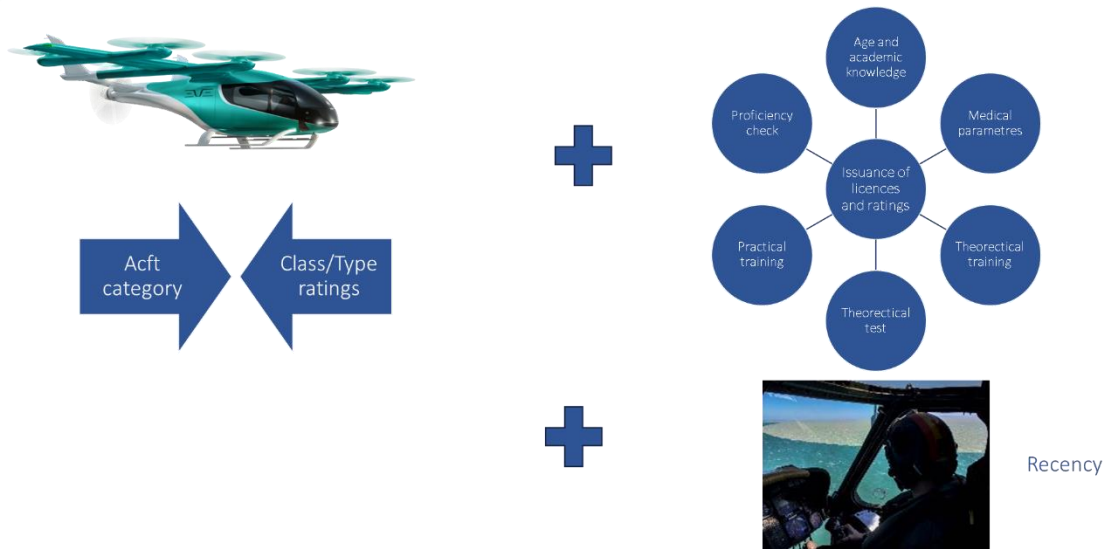 EVE
Acft
category
Class/Type
ratings
Age and
academic
knowledge
Proficiency
check
Medical
parametres
Issuance of
licences
and ratings
Practical
training
Theorectical
training
Theorectical
test
Recency